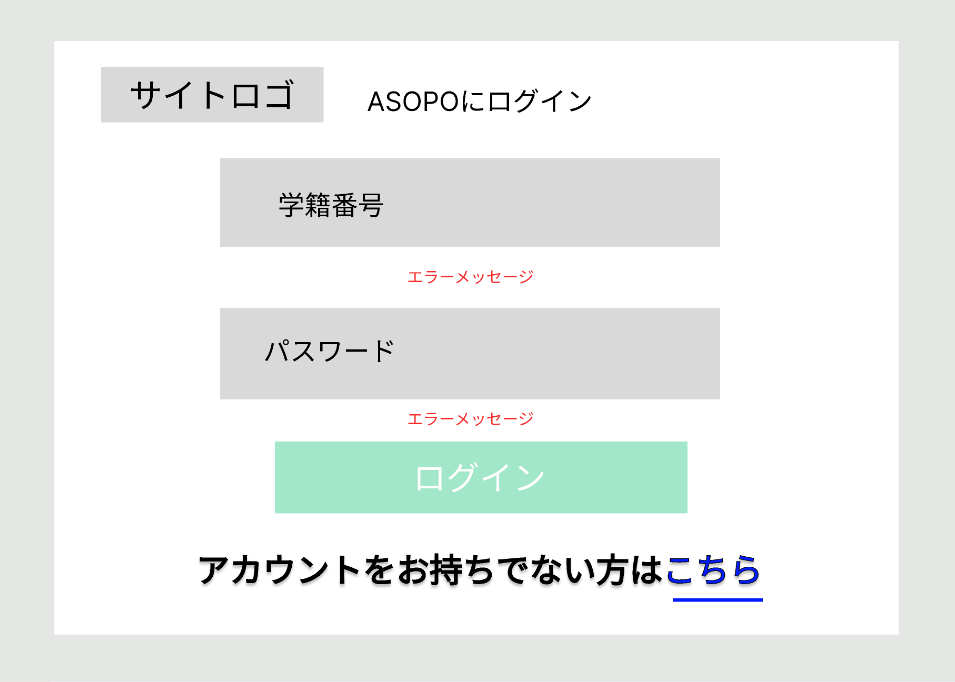 サイトロゴ
ASOPOにログイン
学籍番号
エラーメッセージ
パスワード
エラーメッセージ
ログイン
アカウントをお持ちでない方はこちら